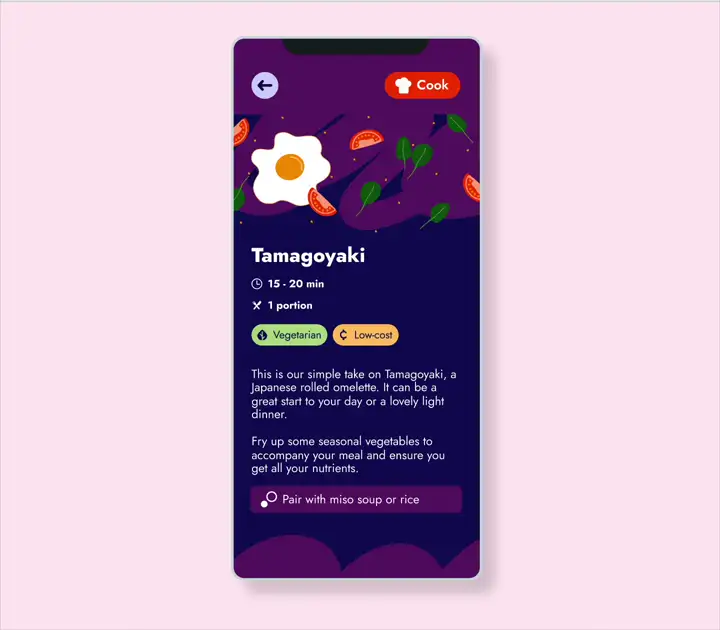 Cook
Tamagoyaki
15 - 20 min
1 portion
Vegetarian
Low-cost
This is our simple take on Tamagoyaki, a
Japanese rolled omelette. It can be a
great start to your day or a lovely light
dinner.
Fry up some seasonal vegetables to
accompany your meal and ensure you
get all your nutrients.
Pair with miso soup or rice